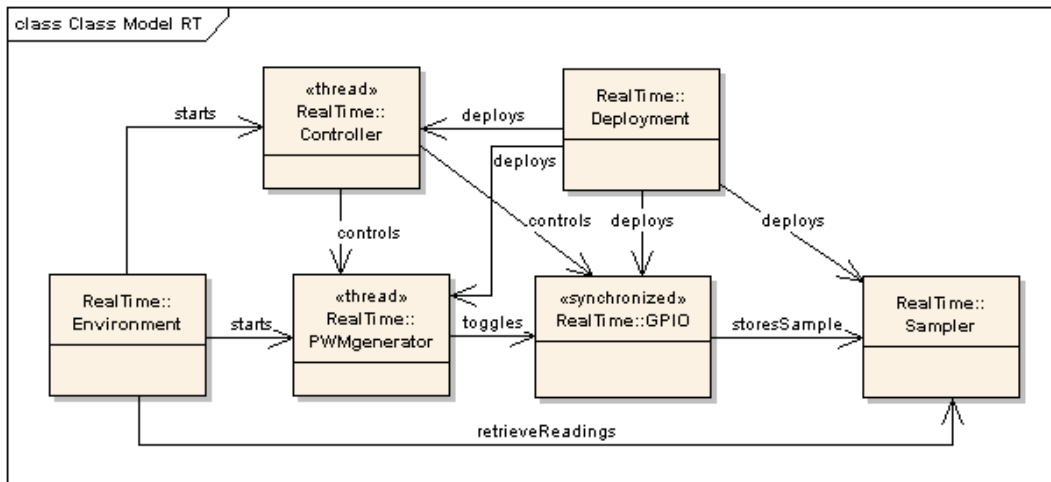 class Class Model RT
«thread»
RealTime::
Controller
RealTime::
Deployment
starts
deploys
deploys
controls
controls
deploys
deploys
RealTime::
Environment
starts
«thread»
RealTime::
PWMgenerator
toggles
«synchronized»
RealTime::GPIO
storesSample
RealTime::
Sampler
retrieveReadings